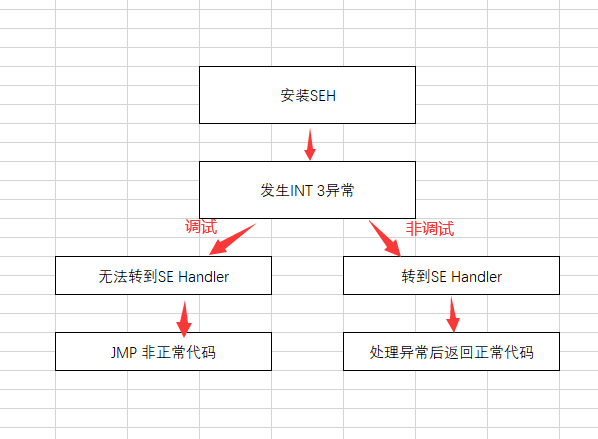 安装SEH
发生INT 3异常
调试
非调试
无法转到SE Handler
转到SE Handler
JMP 非正常代码
处理异常后返回正常代码